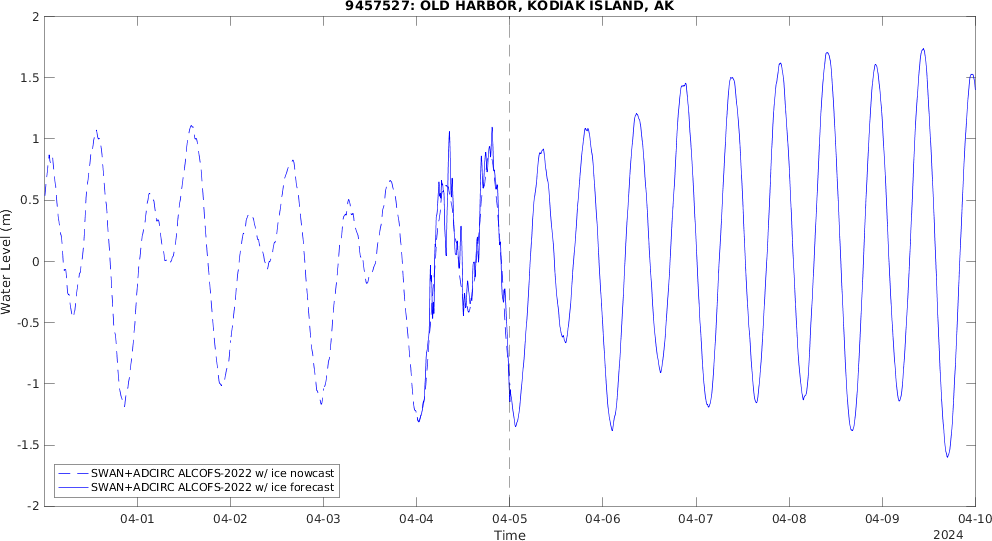 9457527: OLD HARBOR, KODIAK ISLAND, AK
2
1.5
1
0.5
0
-0.5
-1
-1.5
-2
Water Level (m)
SWAN+ADCIRC ALCOFS-2022 w/ ice nowcast
SWAN+ADCIRC ALCOFS-2022 w/ ice forecast
04-01 04-02 04-03 04-04 04-05 04-06 04-07 04-08 04-09 04-10
Time
2024